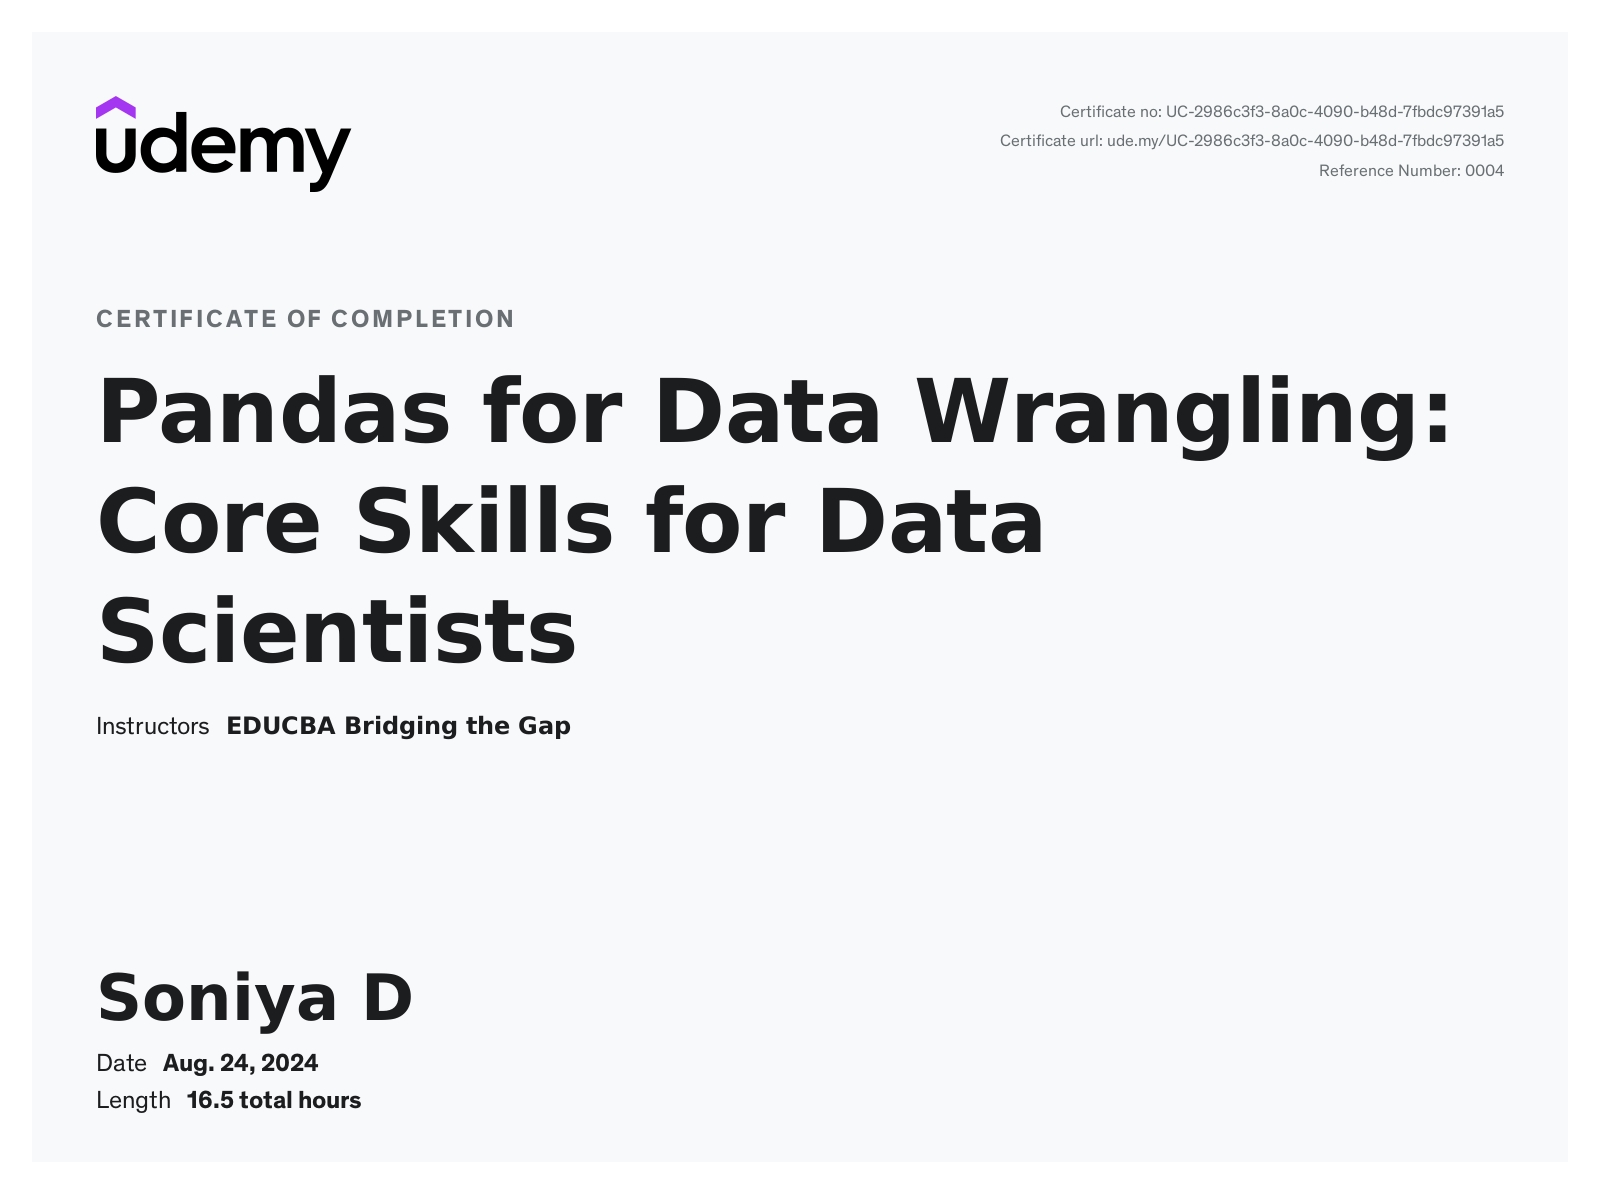 udemy
Certificate no: UC-2986c3f3-8a0c-4090-b48d-7fbdc97391a5
Certificate url: ude.my/UC-2986c3f3-8a0c-4090-b48d-7fbdc97391a5
Reference Number: 0004
CERTIFICATE OF COMPLETION
Pandas for Data Wrangling:
Core Skills for Data
Scientists
Instructors EDUCBA Bridging the Gap
Soniya D
Date Aug. 24, 2024
Length 16.5 total hours